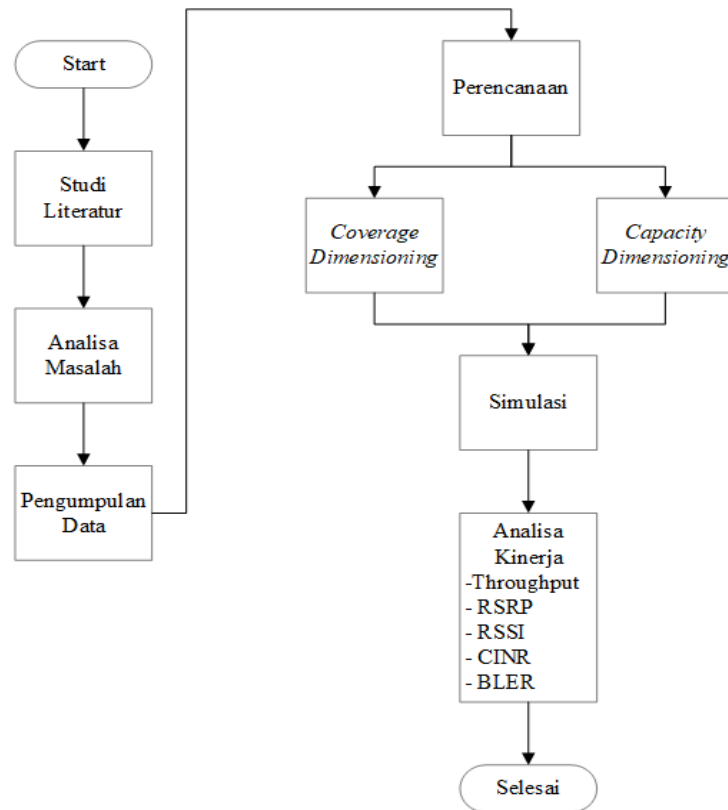 Start
Studi
Literatur
Analisa
Masalah
Pengumpulan
Data
Perencanaan
Coverage
Dimensioning
Capacity
Dimensioning
Simulasi
Analisa
Kinerja
-Throughput
- RSRP
- RSSI
- CINR
- BLER
Selesai